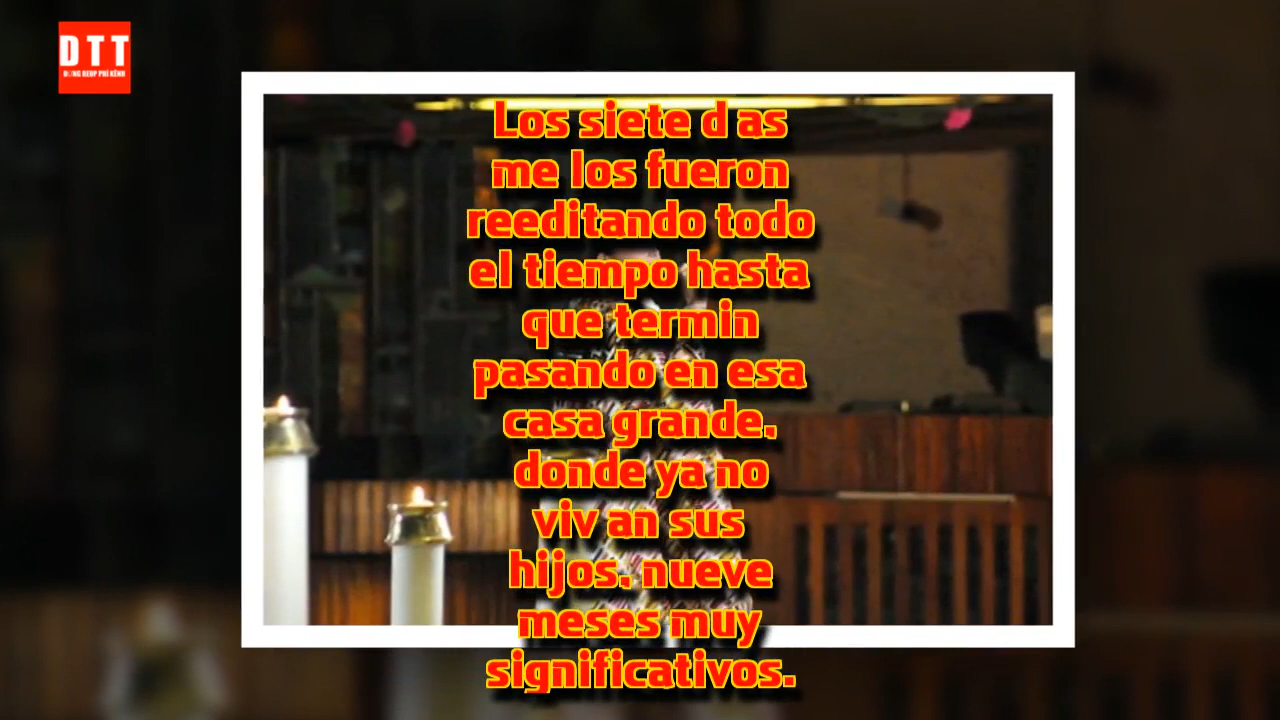 DTT
Los siete d as
me los fueron
reeditando todo
el tiempo hasta
que termin
pasando en esa
casa grande,
donde ya no
viv an sus
hijos, nueve
meses muy
significativos.